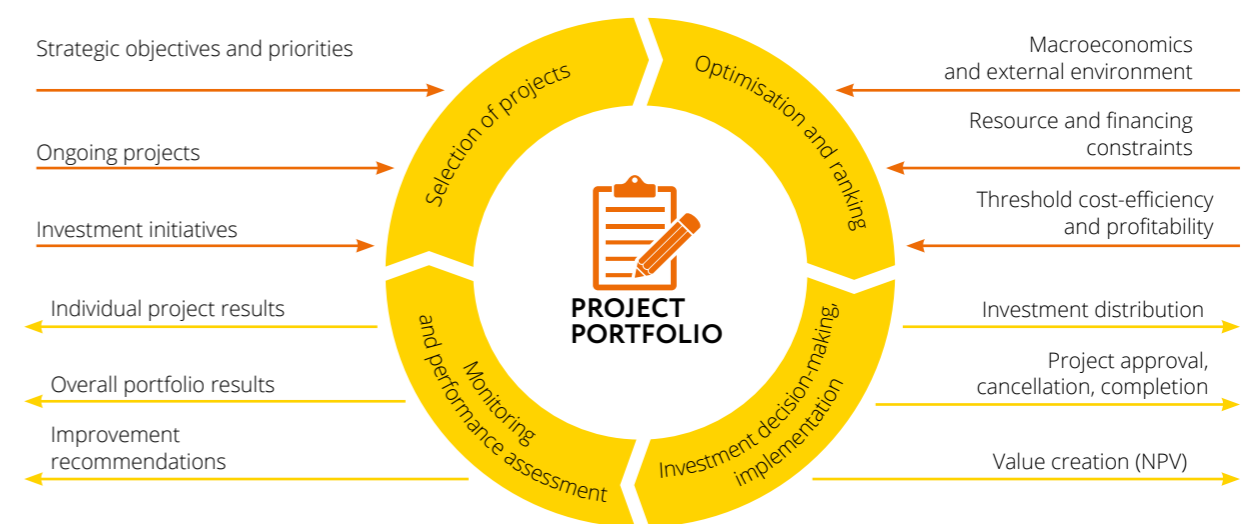 Strategic objectives and priorities
Ongoing projects
Investment initiatives
Selection of projects
Optimisation and ranking
Macroeconomics
and external environment
Resource and financing
constraints
Threshold cost-efficiency
and profitability
PROJECT
PORTFOLIO
Individual project results
Overall portfolio results
Improvement
recommendations
Monitoring
and performance assessment
Investment decision-making,
implementation
Investment distribution
Project approval,
cancellation, completion
Value creation (NPV)